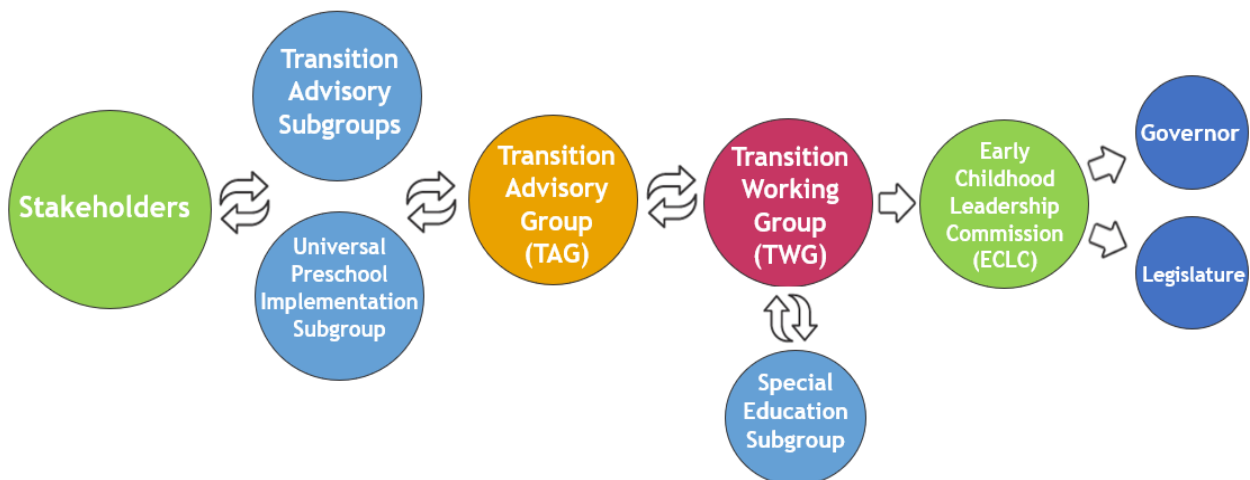 Stakeholders
Transition
Advisory
Subgroups
Universal
Preschool
Implementation
Subgroup
Transition
Advisory
Group
(TAG)
Transition
Working
Group
(TWG)
Special
Education
Subgroup
Early
Childhood
Leadership
Commission
(ECLC)
Governor
Legislature